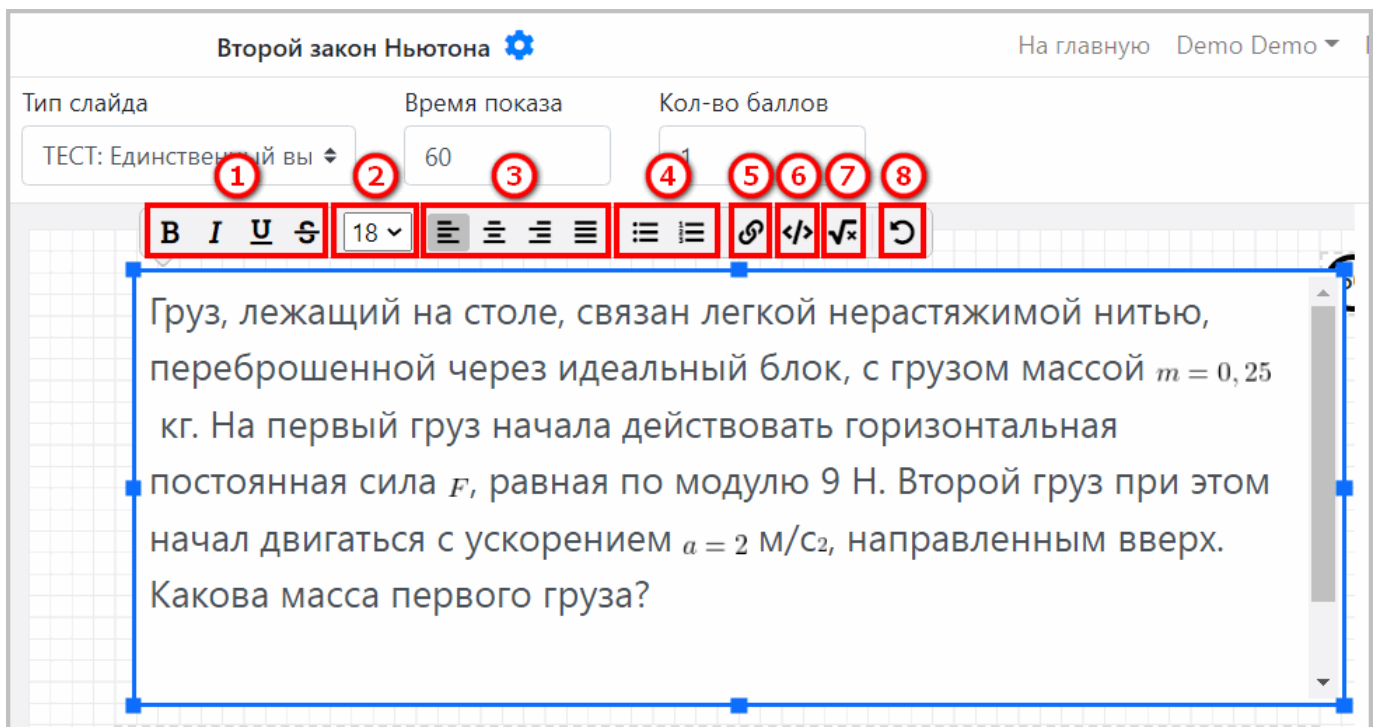 Второй закон Ньютона На главную Demo Demo
Тип слайда Время показа Кол-во баллов
ТЕСТ: Единственный вы 60 1
1 2 3 4 5 6 7 8
B I U S 18 </> √x
Груз, лежащий на столе, связан легкой нерастяжимой нитью,
переброшенной через идеальный блок, с грузом массой m = 0, 25
кг. На первый груз начала действовать горизонтальная
постоянная сила F, равная по модулю 9 Н. Второй груз при этом
начал двигаться с ускорением a = 2 м/с2, направленным вверх.
Какова масса первого груза?